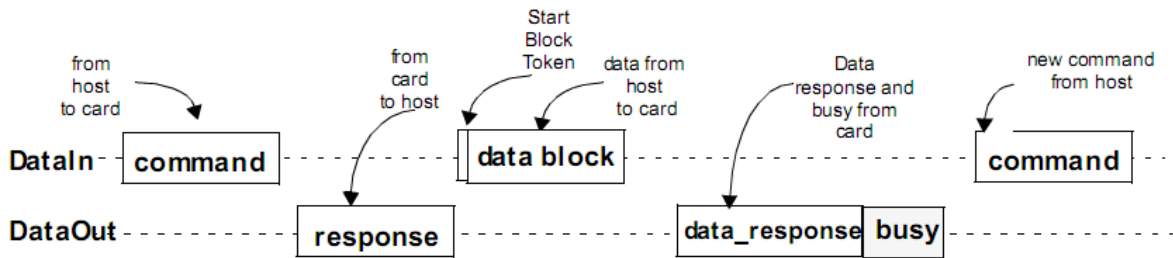 from
host
to card
from
card
to host
Start
Block
Token
data from
host
to card
Data
response and
busy from
card
new command
from host
DataIn
command
data block
command
DataOut
response
data_response
busy